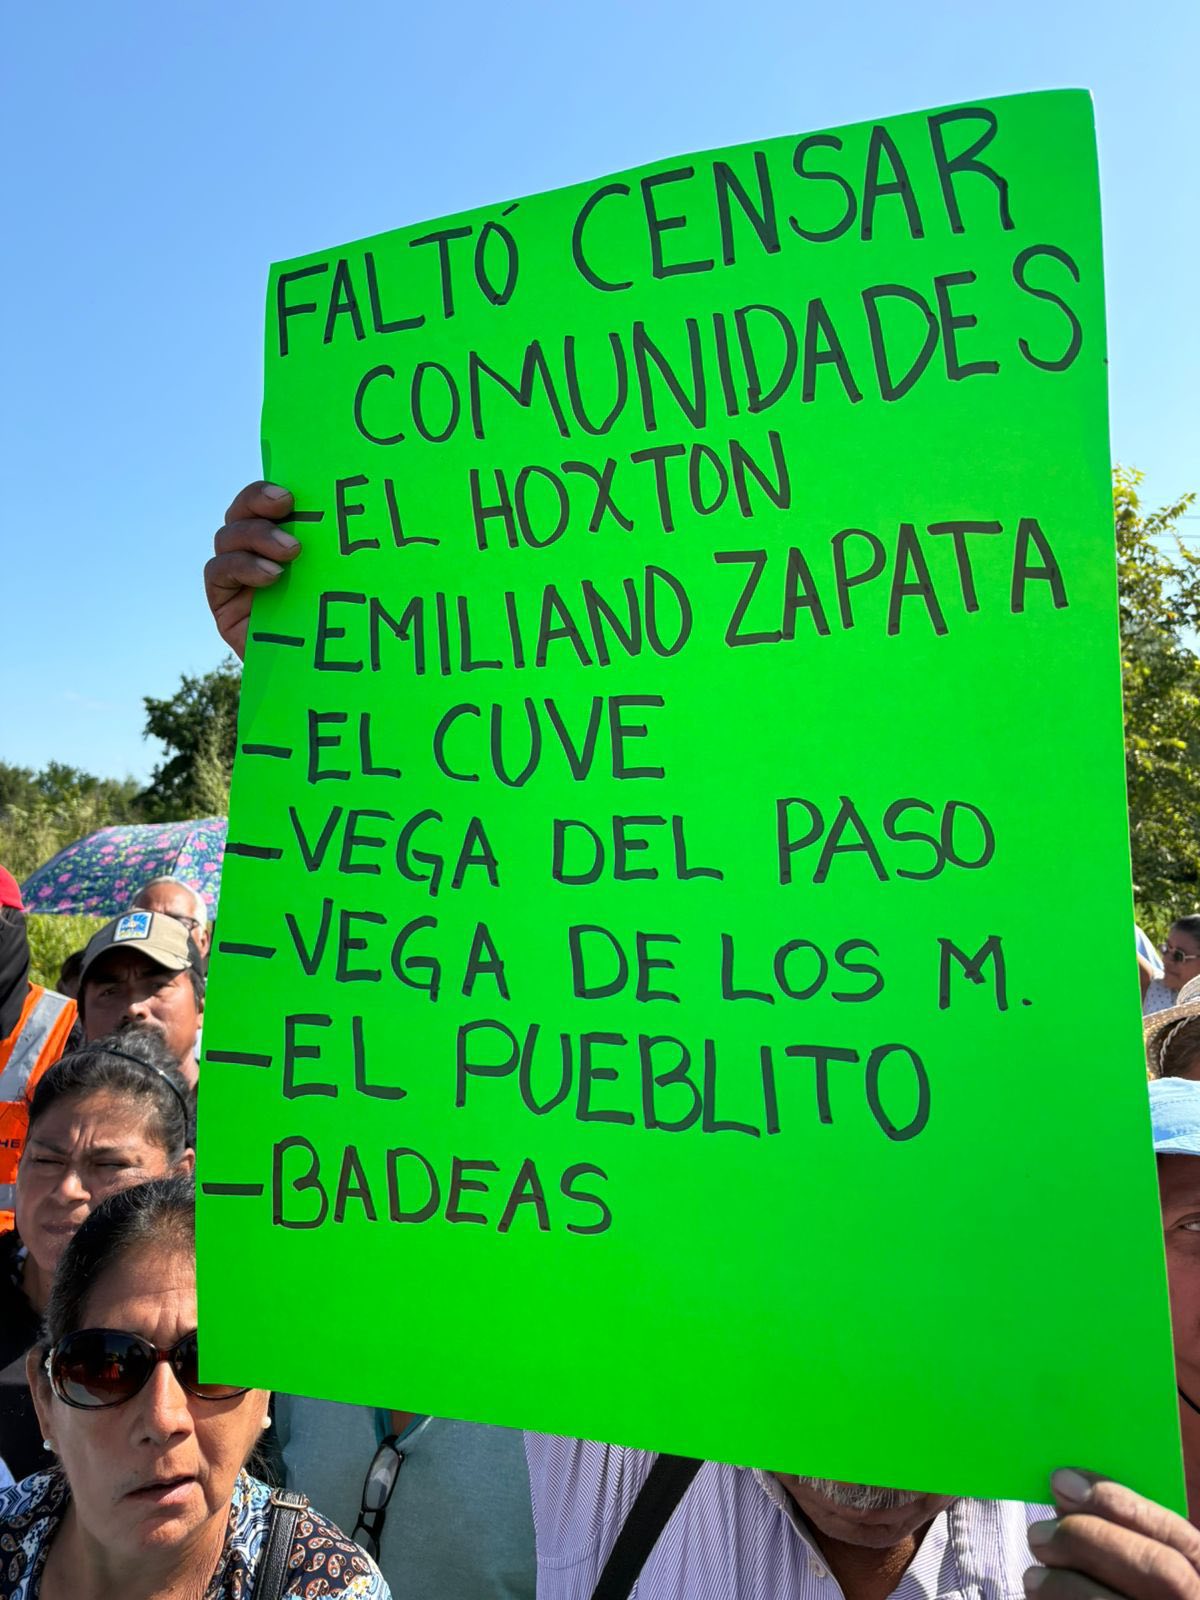 FALTÓ CENSAR
COMUNIDADES
-EL HOXTON
-EMILIANO ZAPATA
-EL CUVE
-VEGA DEL PASO
-VEGA DE LOS M.
-EL PUEBLITO
-BADEAS